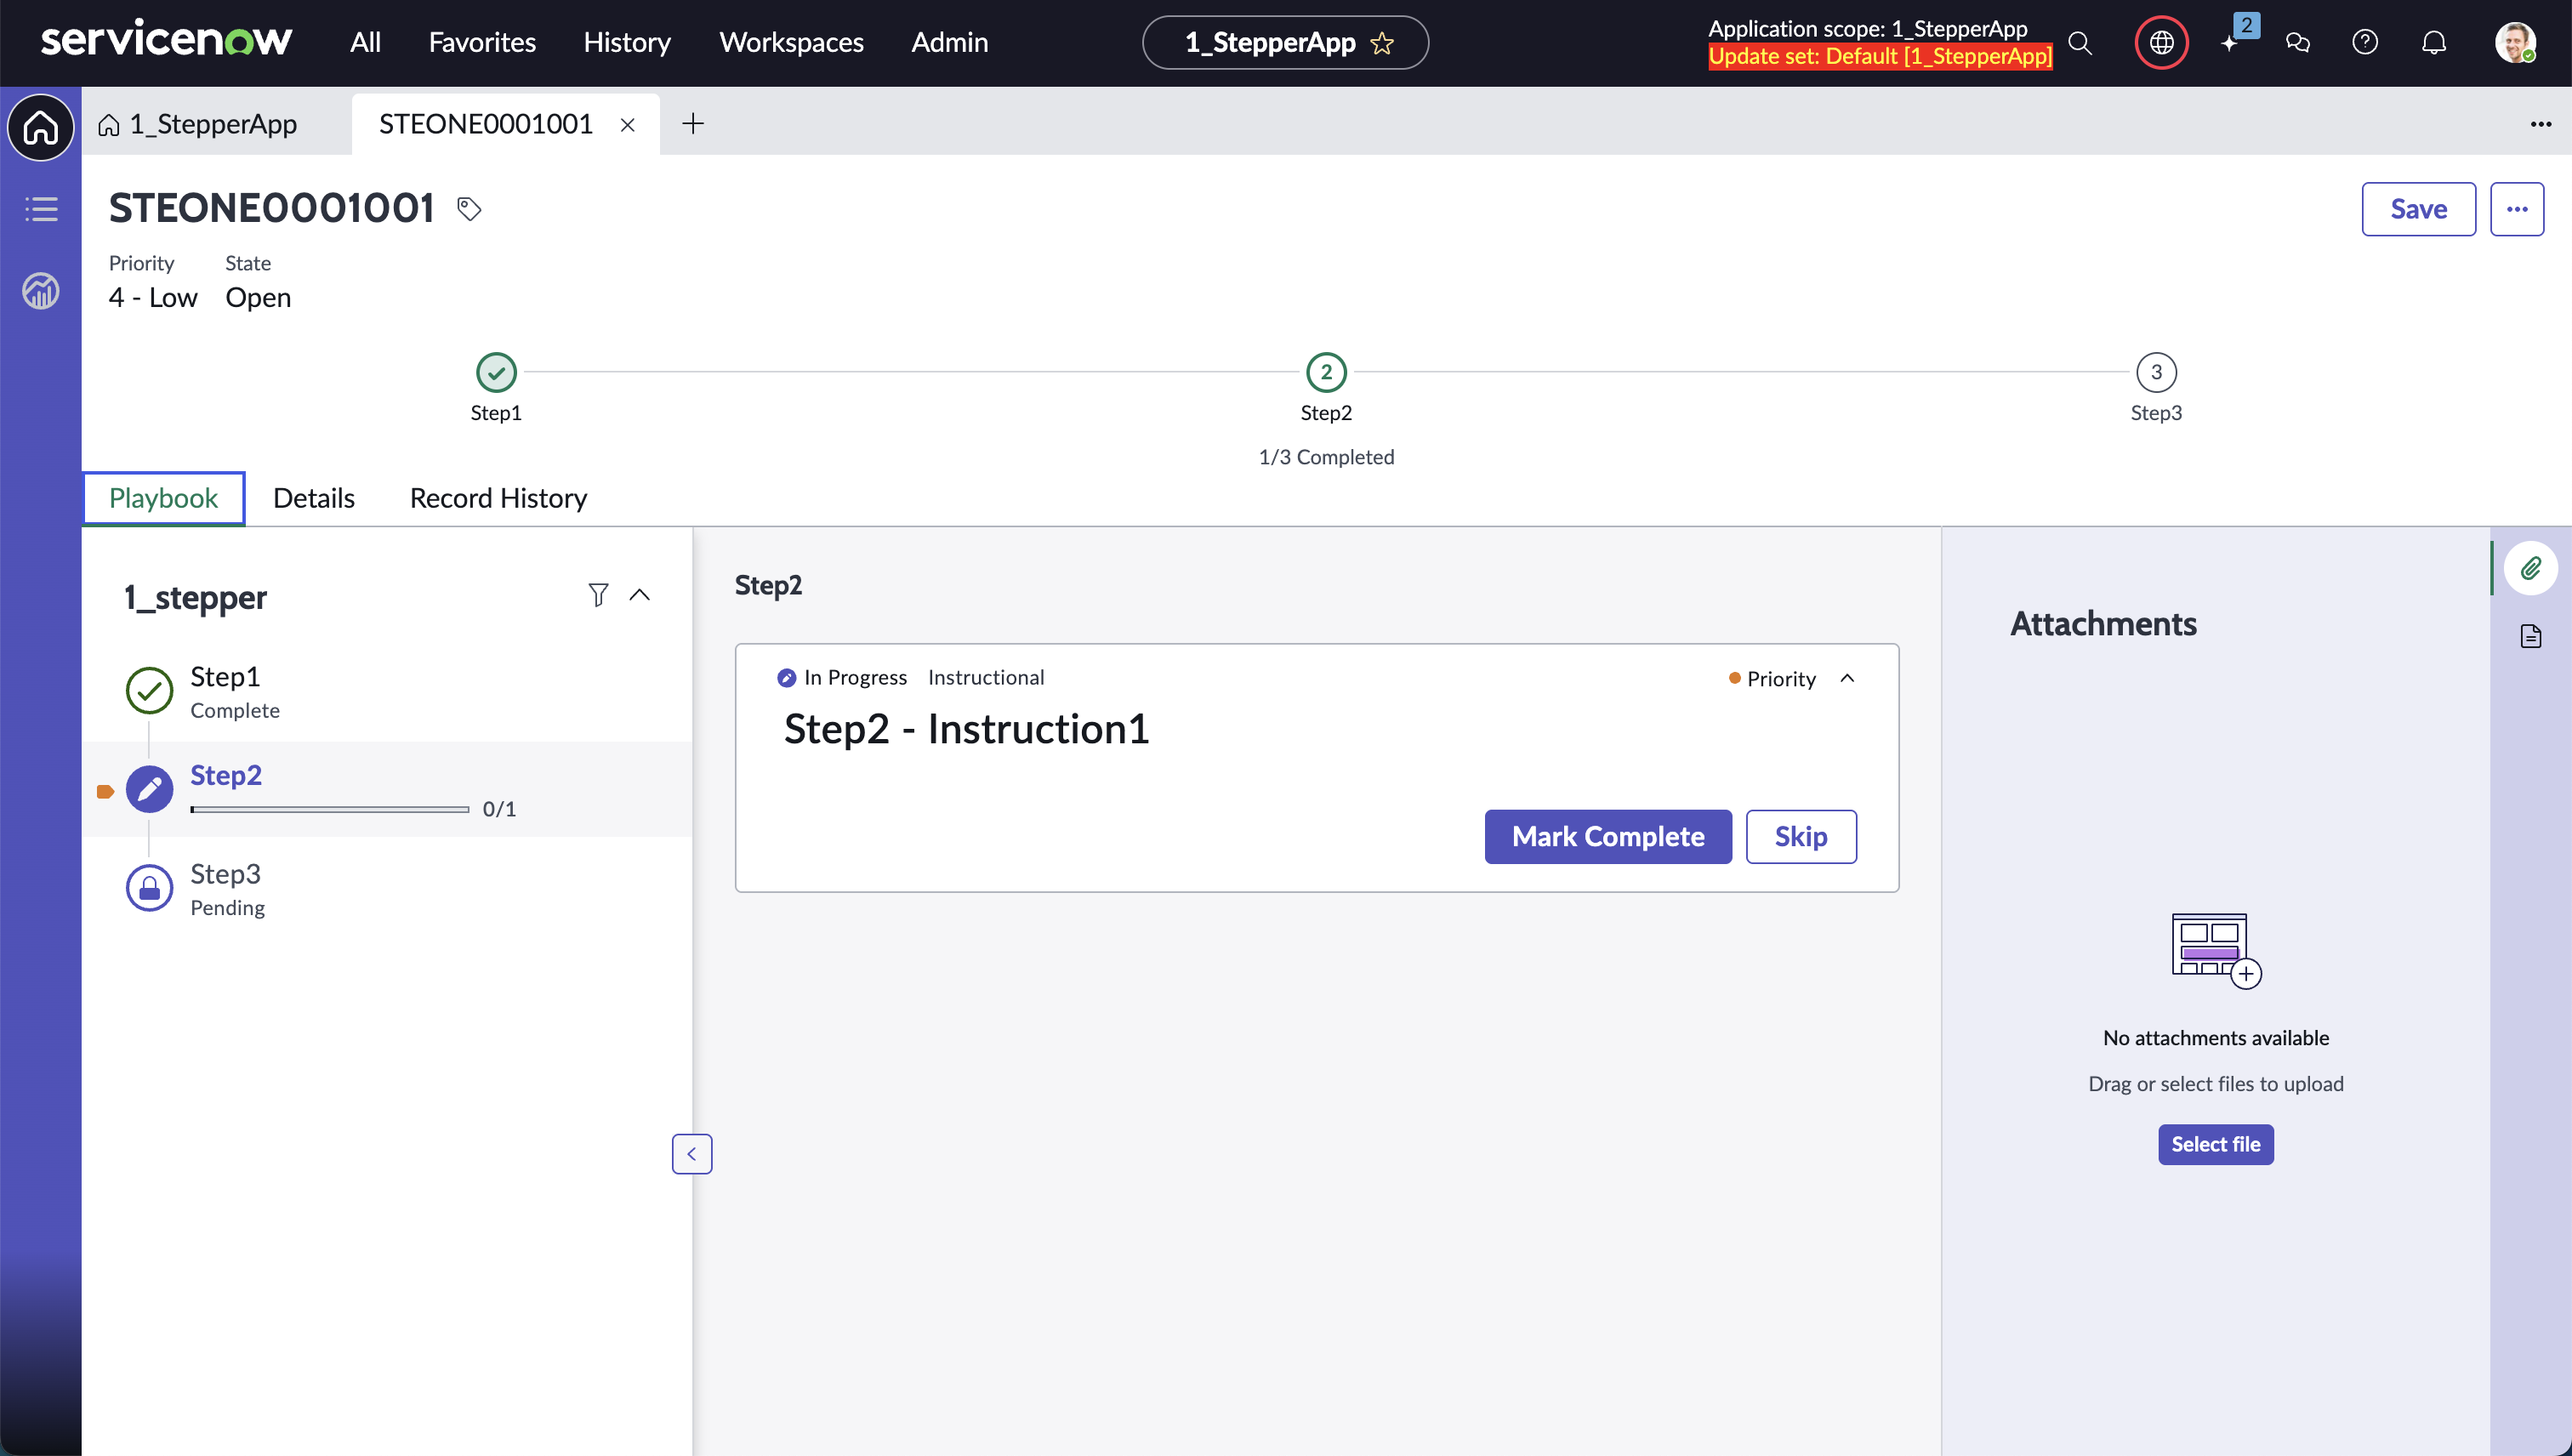 servicenow
All
Favorites
History
Workspaces
Admin
1_StepperApp
Application scope: 1_StepperApp
Update set: Default [1_StepperApp]
2
1_StepperApp
STEONE0001001
STEONE0001001
Save
Priority
State
4 - Low
Open
2
3
Step1
Step2
Step3
1/3 Completed
Playbook
Details
Record History
1_stepper
Step1
Complete
Step2
0/1
Step3
Pending
Step2
In Progress
Instructional
Priority
Step2 - Instruction1
Mark Complete
Skip
Attachments
No attachments available
Drag or select files to upload
Select file